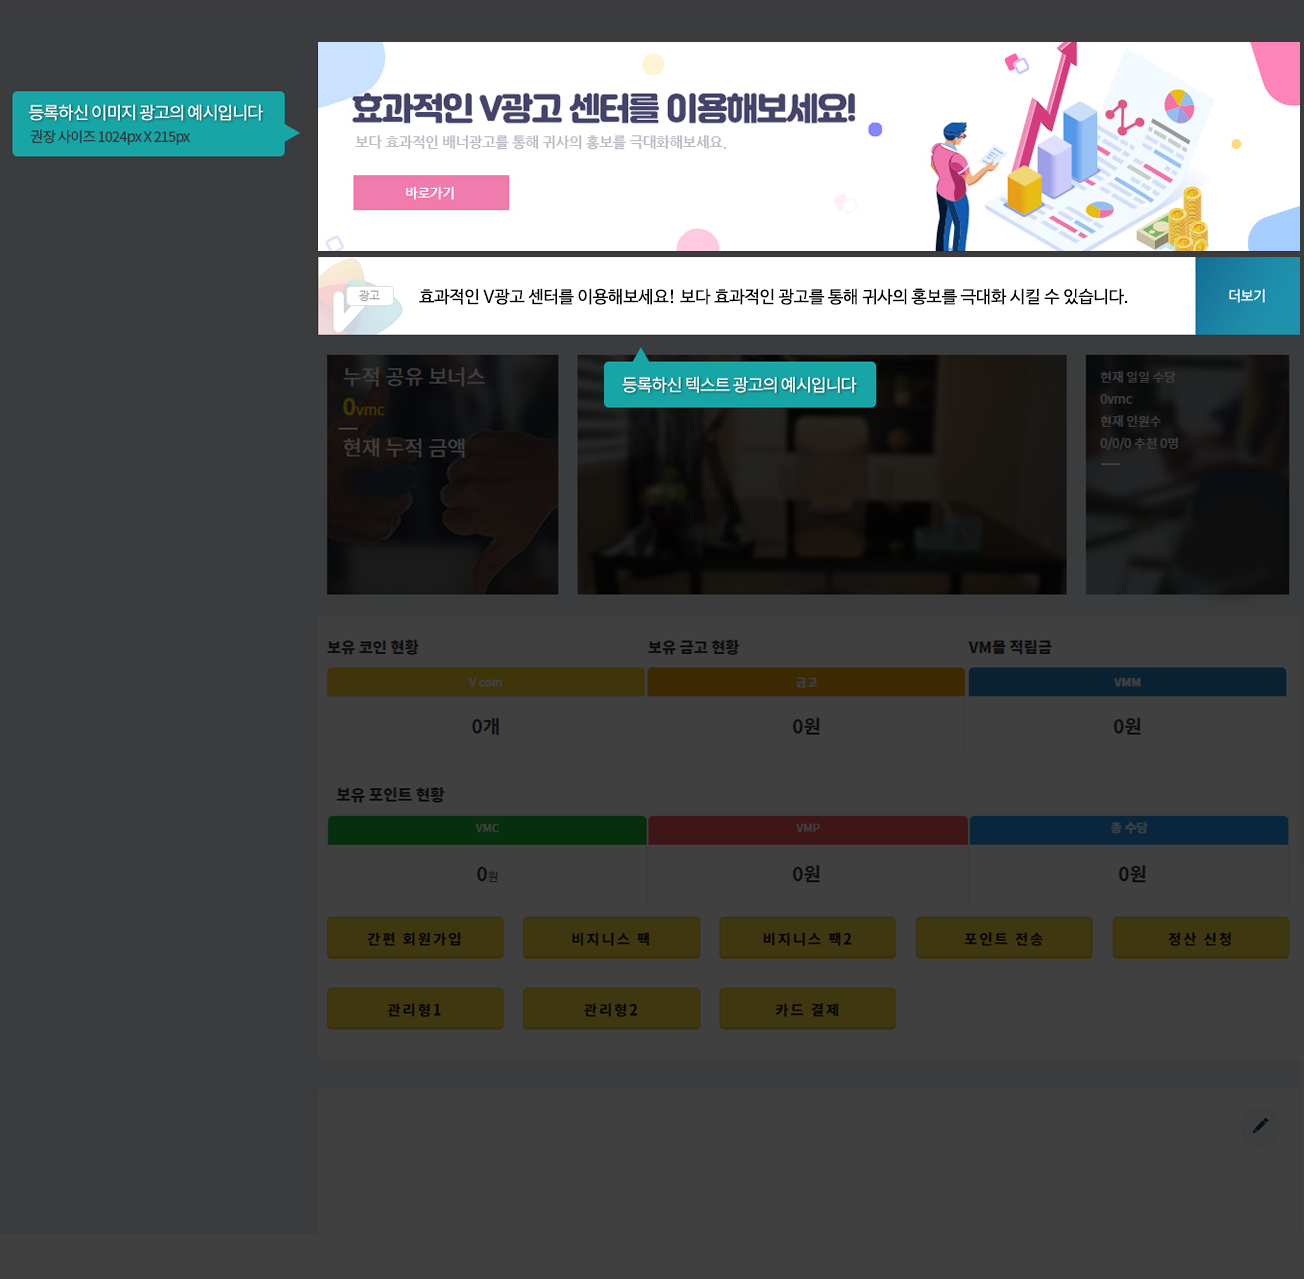 효과적인 V광고 센터를 이용해보세요!
등록하신 이미지 광고의 예시입니다
권장 사이즈 1024px X 215px
보다 효과적인 배너광고를 통해 귀사의 홍보를 극대화해보세요.
바로가기
광고
효과적인 V광고 센터를 이용해보세요! 보다 효과적인 광고를 통해 귀사의 홍보를 극대화 시킬 수 있습니다.
더보기
등록하신 텍스트 광고의 예시입니다
누적 공유 보너스
0vmc
현재 누적 금액
현재 일일 수당
0vmc
현재 인원수
0/0/0 추천 0명
보유 코인 현황
보유 금고 현황
VM몰 적립금
V coin
금고
VMM
0개
0원
0원
보유 포인트 현황
VMC
VMP
총 수당
0원
0원
0원
간편 회원가입
비지니스 팩
비지니스 팩2
포인트 전송
정산 신청
관리형1
관리형2
카드 결제